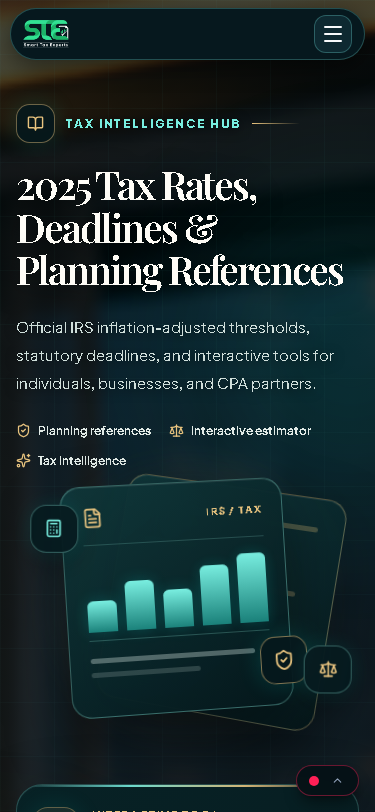 STE
Smart Tax Experts
TAX INTELLIGENCE HUB
2025 Tax Rates,
Deadlines &
Planning References
Official IRS inflation-adjusted thresholds,
statutory deadlines, and interactive tools for
individuals, businesses, and CPA partners.
Planning references
Interactive estimator
Tax intelligence
IRS / TAX